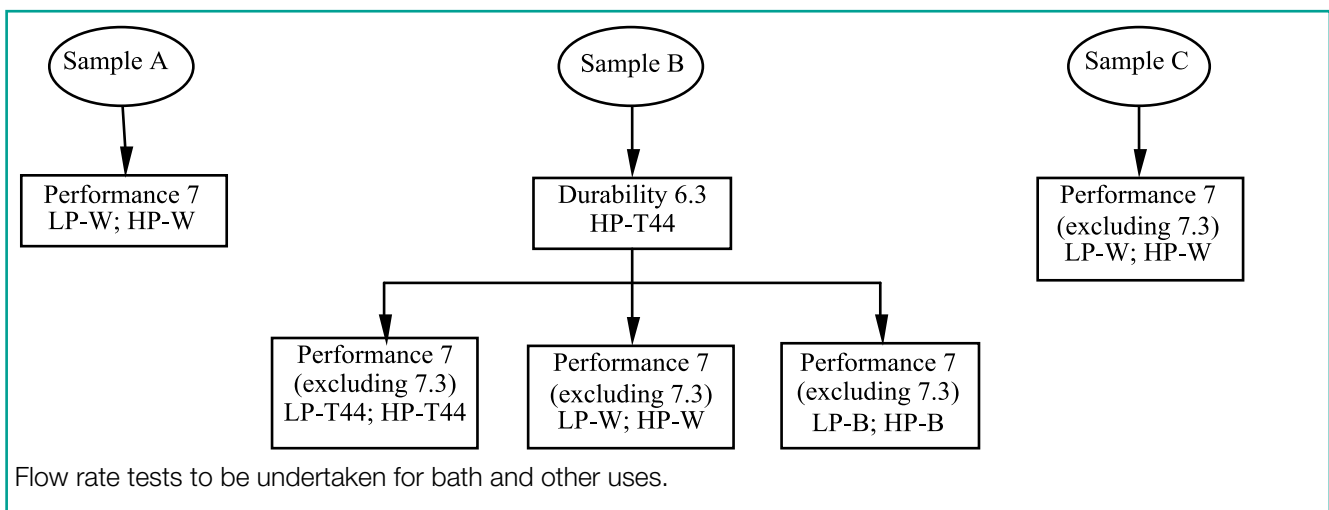 Sample A
Sample B
Sample C
Performance 7
LP-W; HP-W
Durability 6.3
HP-T44
Performance 7
(excluding 7.3)
LP-W; HP-W
Performance 7
(excluding 7.3)
LP-T44; HP-T44
Performance 7
(excluding 7.3)
LP-W; HP-W
Performance 7
(excluding 7.3)
LP-B; HP-B
Flow rate tests to be undertaken for bath and other uses.